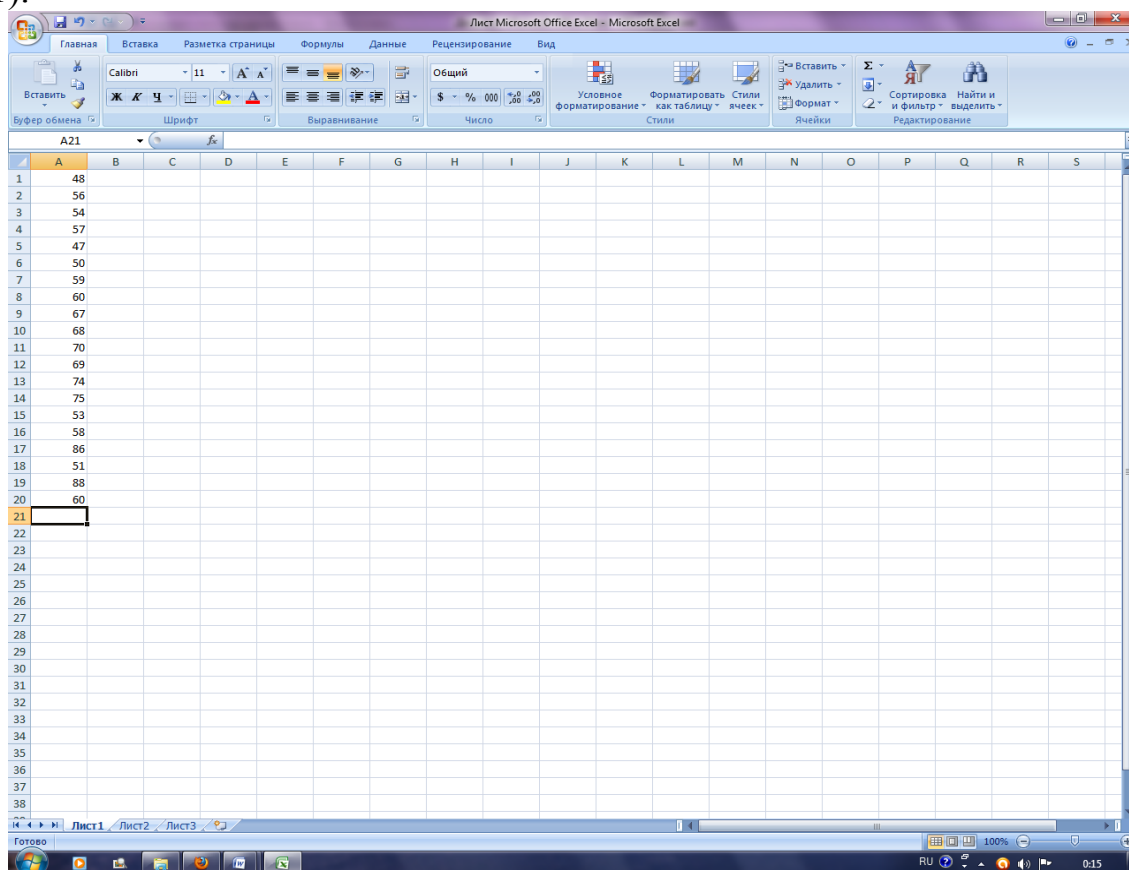 ).
Лист Microsoft Office Excel - Microsoft Excel
Главная Вставка Разметка страницы Формулы Данные Рецензирование Вид
Вставить
Calibri 11
Ж К Ч
Общий
$ % 000
Условное форматирование
Форматировать как таблицу
Стили ячеек
Вставить
Удалить
Формат
Σ
Сортировка и фильтр
Найти и выделить
Буфер обмена Шрифт Выравнивание Число Стили Ячейки Редактирование
A21 fx
A B C D E F G H I J K L M N O P Q R S
1 48
2 56
3 54
4 57
5 47
6 50
7 59
8 60
9 67
10 68
11 70
12 69
13 74
14 75
15 53
16 58
17 86
18 51
19 88
20 60
21
22
23
24
25
26
27
28
29
30
31
32
33
34
35
36
37
38
Лист1 Лист2 Лист3
Готово 100%
RU 0:15